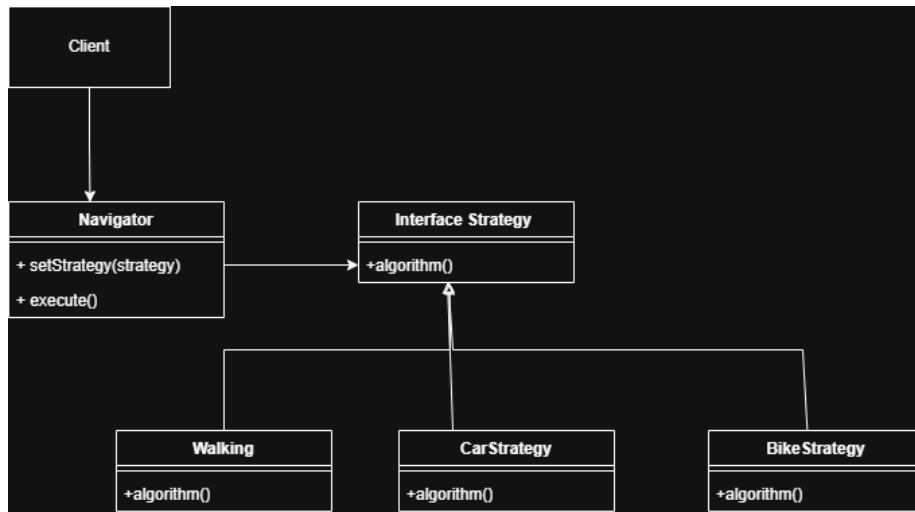 Client
Navigator
+ setStrategy(strategy)
+ execute()
Interface Strategy
+algorithm()
Walking
+algorithm()
CarStrategy
+algorithm()
BikeStrategy
+algorithm()